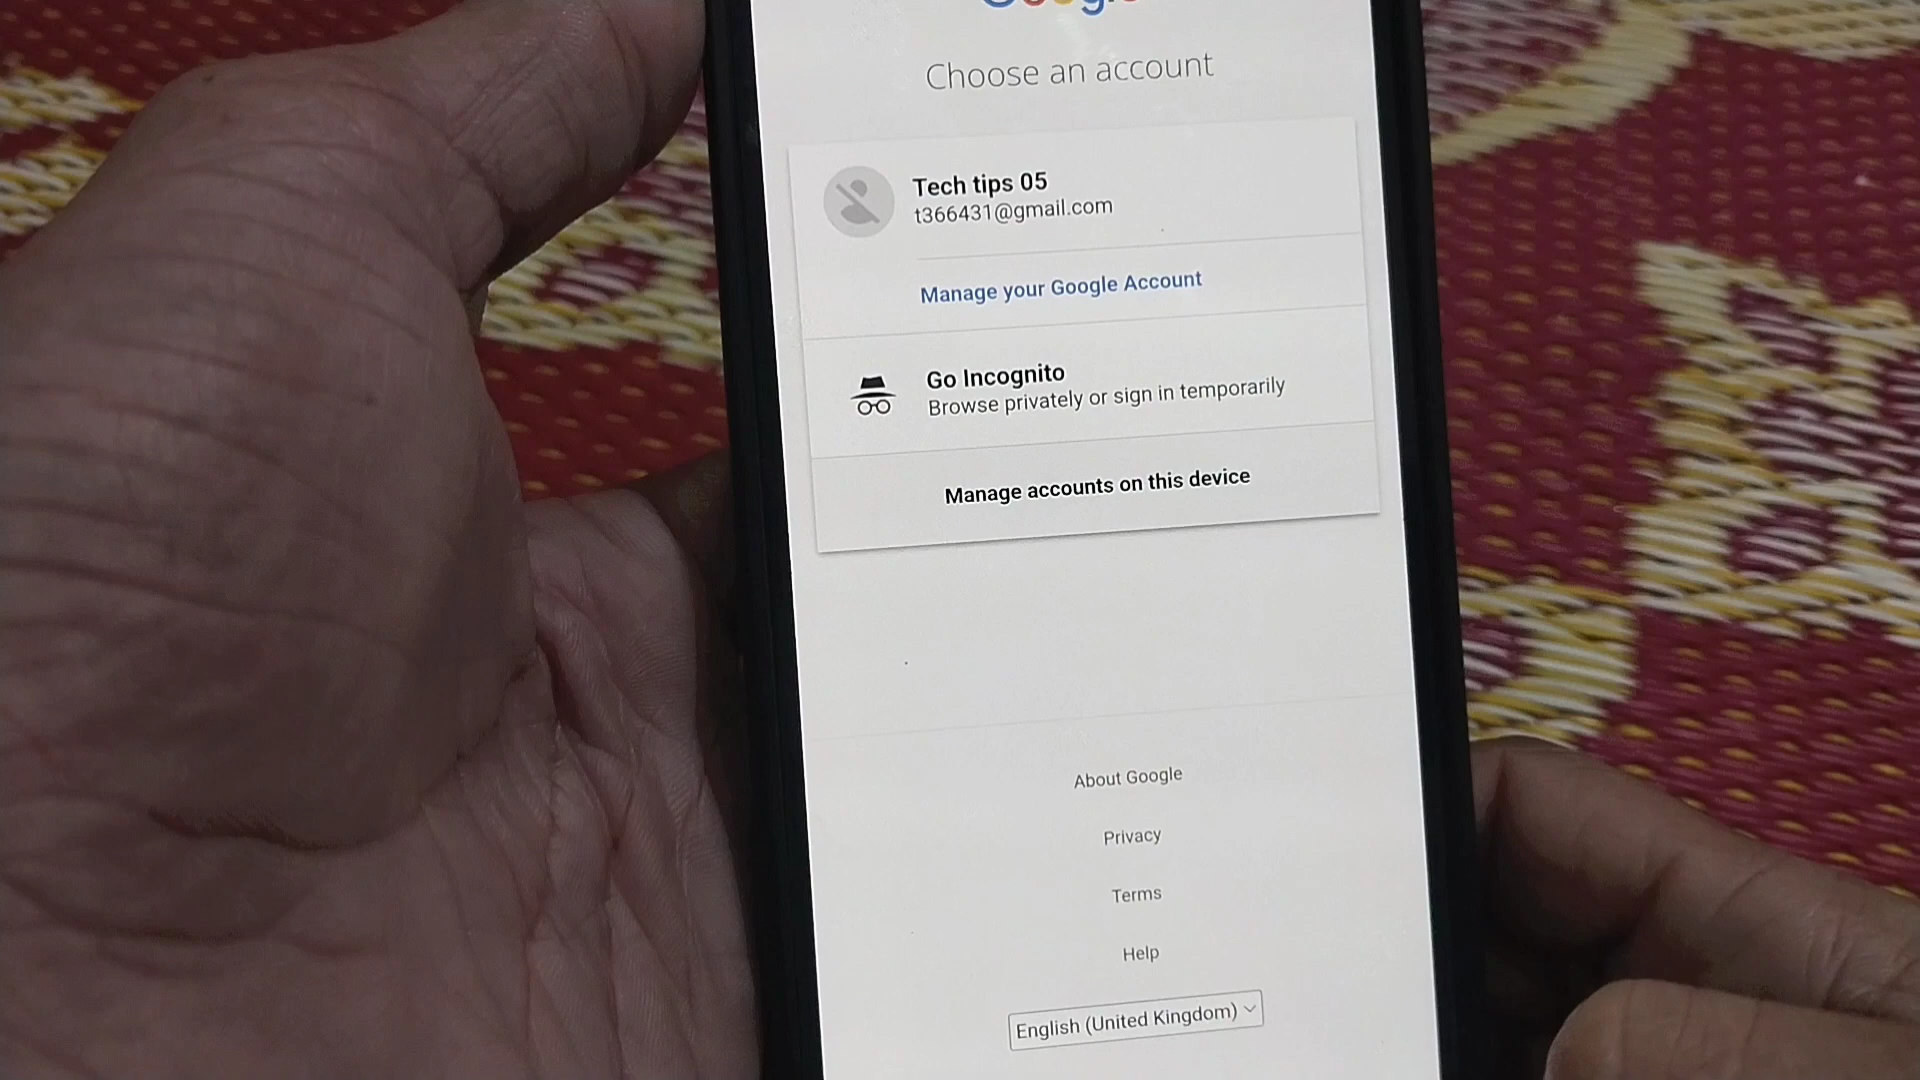 Google
Choose an account
Tech tips 05
t366431@gmail.com
Manage your Google Account
Go Incognito
Browse privately or sign in temporarily
Manage accounts on this device
About Google
Privacy
Terms
Help
English (United Kingdom)